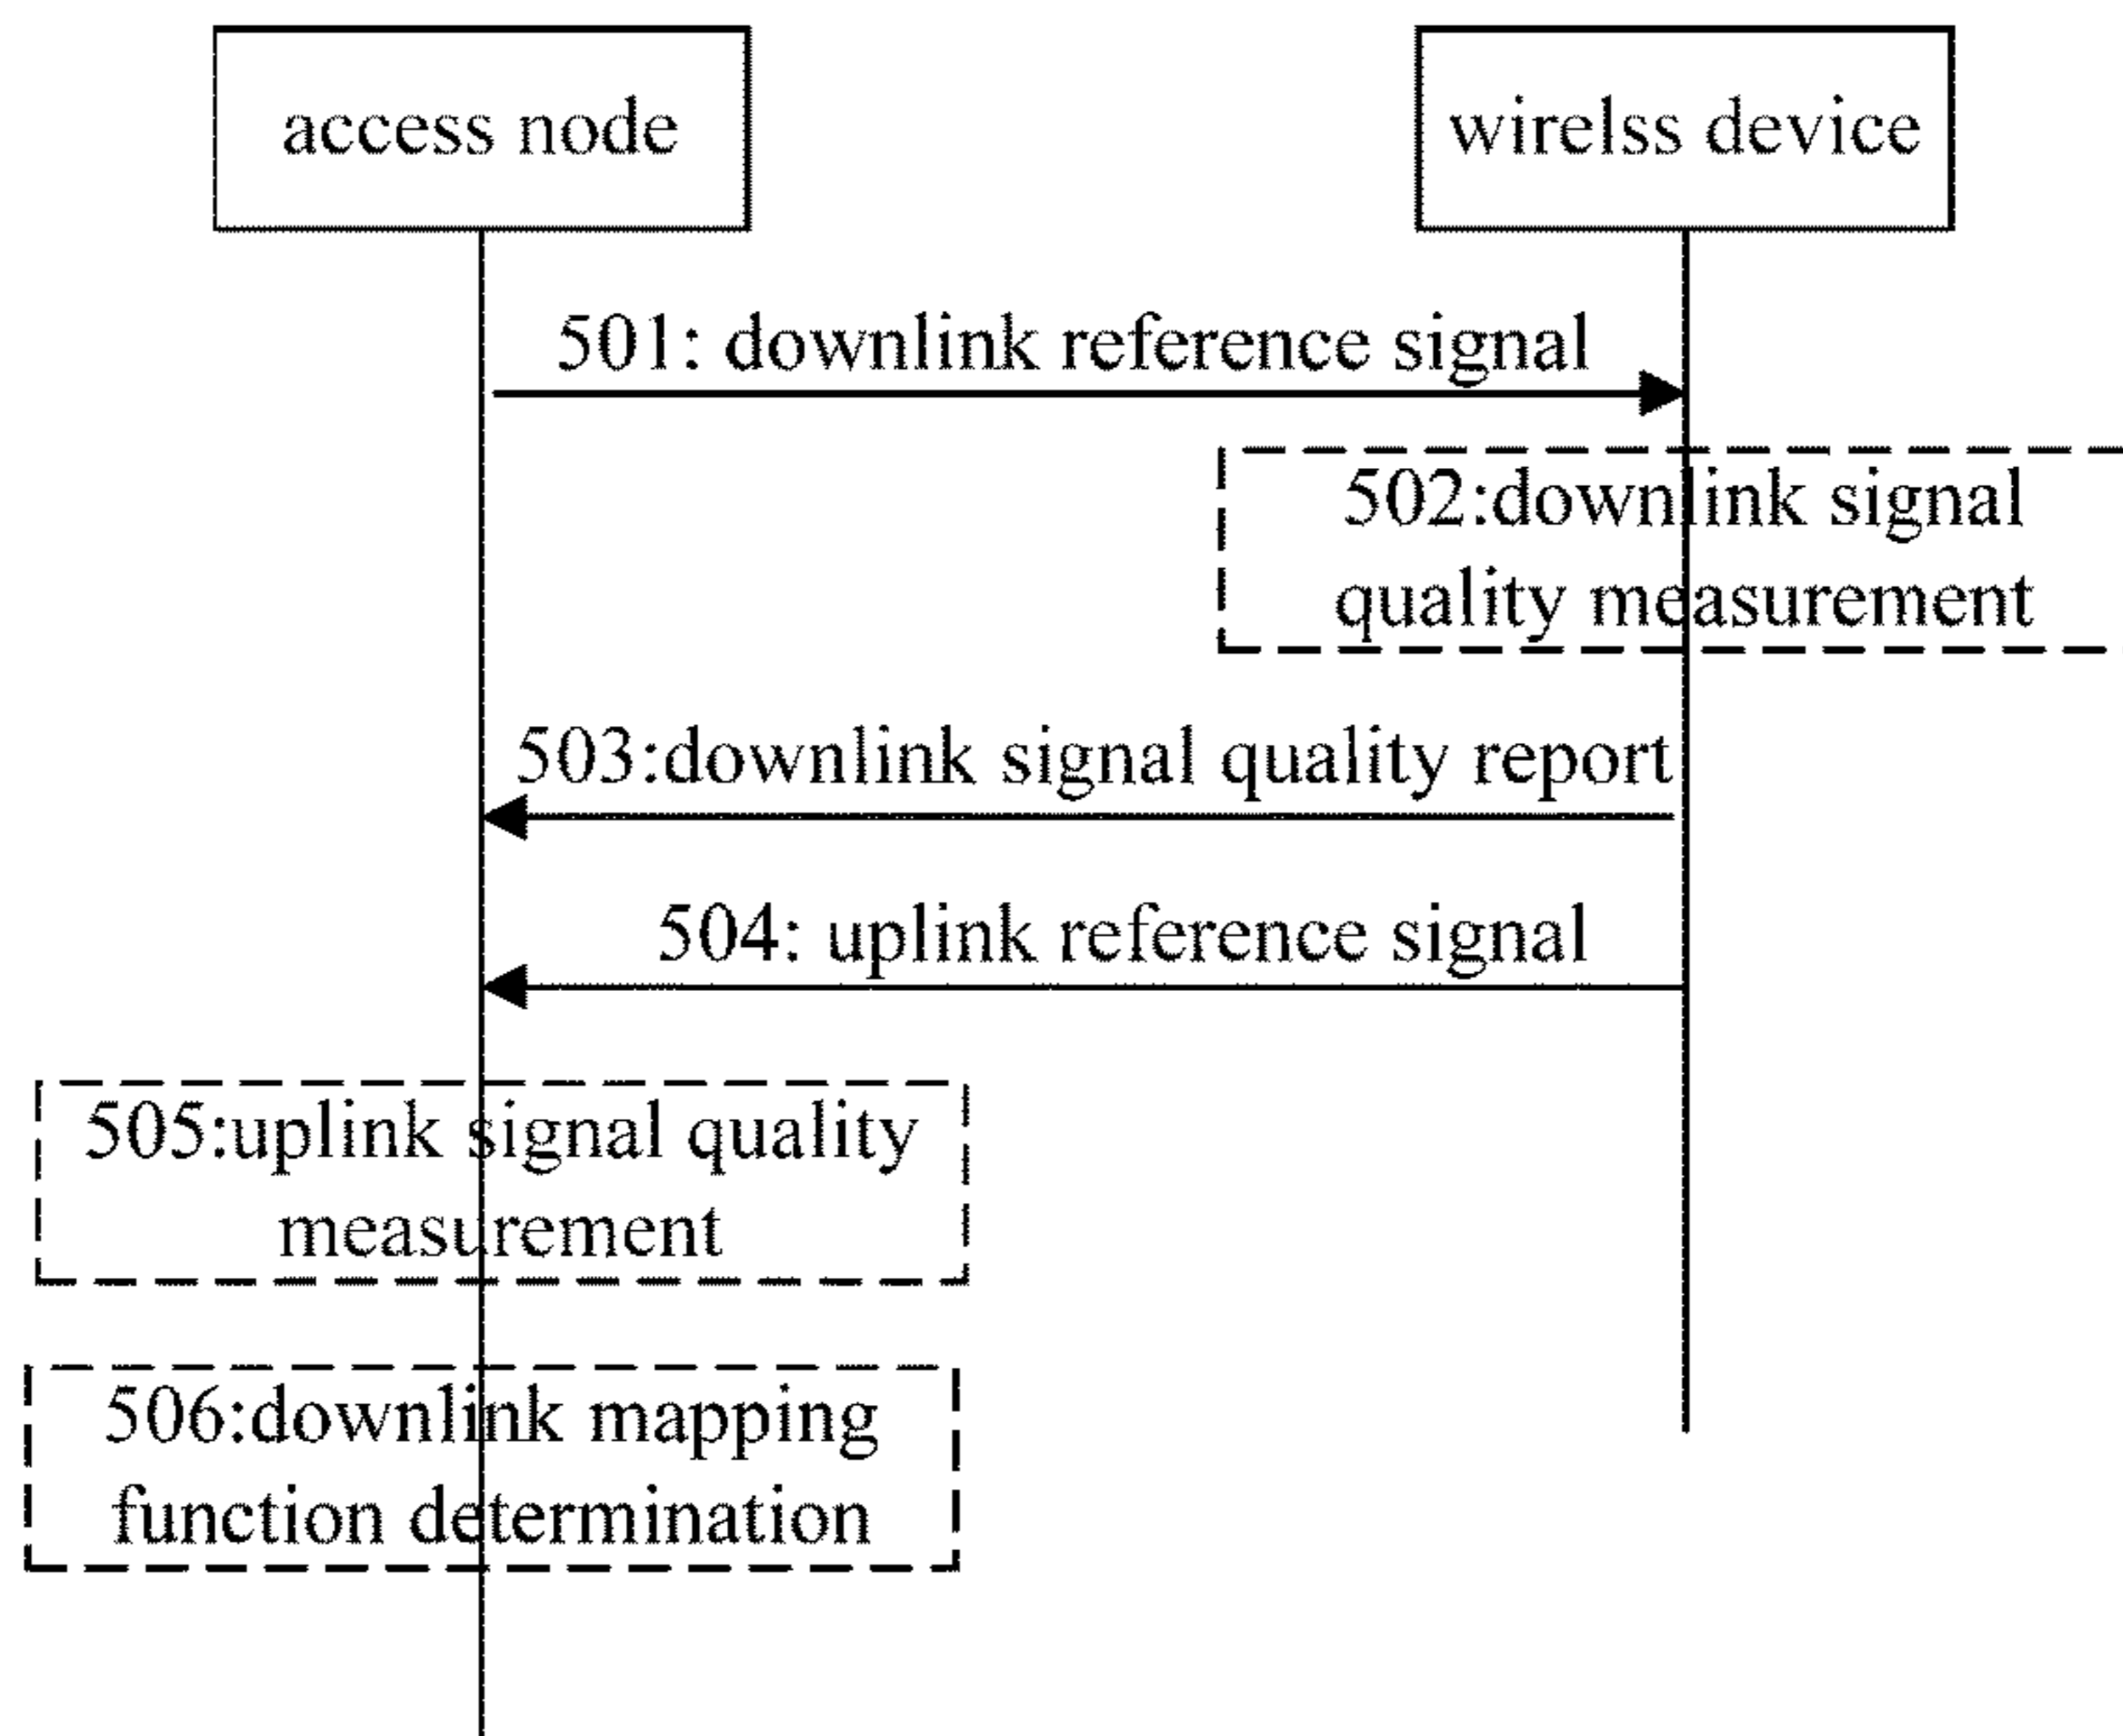 access node
wirelss device
501: downlink reference signal
502:downlink signal
quality measurement
503:downlink signal quality report
504: uplink reference signal
505:uplink signal quality
measurement
506:downlink mapping
function determination